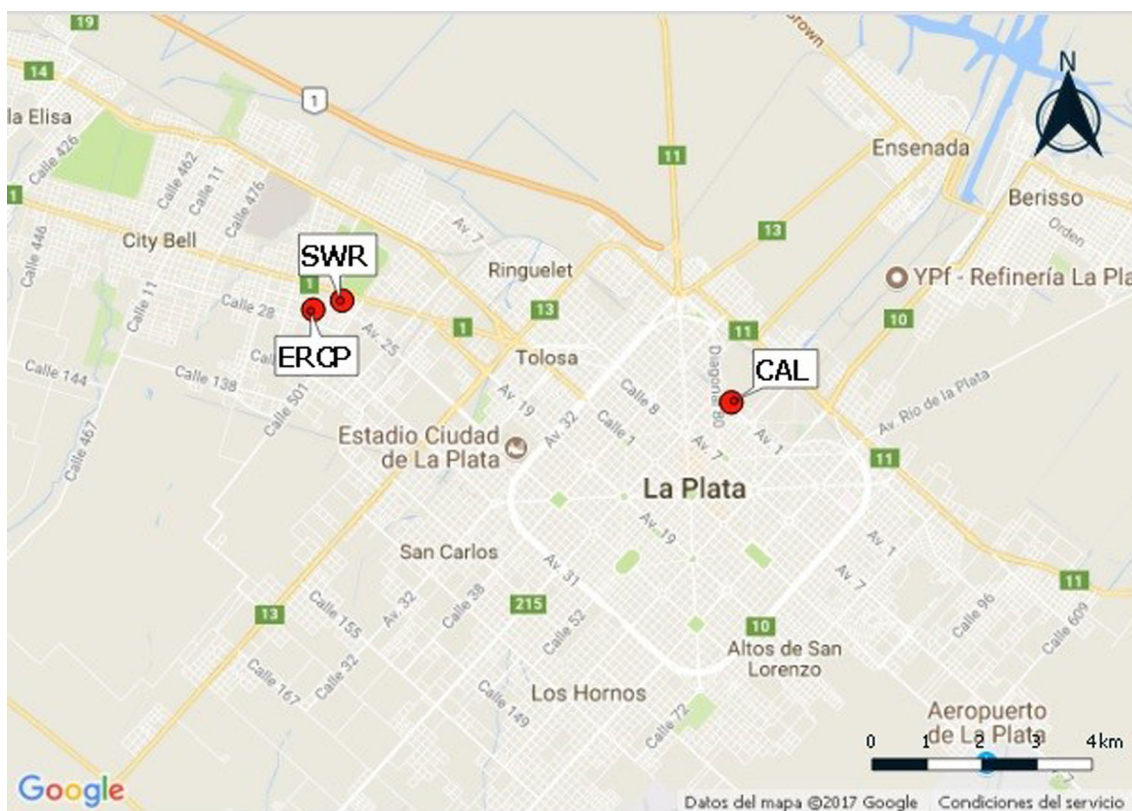 19
14
la Elisa
Calle 426
Calle 462
Calle 11
Calle 476
1
Av. 7
11
Brown
N
Ensenada
Berisso
Orden
13
1
Calle 446
City Bell
SWR
1
Ringuelet
YPf - Refinería La Pla
Calle 11
Calle 28
ERCP
Av. 25
1
13
Tolosa
11
10
Diagonal 80
CAL
Calle 144
Calle 138
Calle 501
Calle 467
Av. 19
Av. 32
Calle 8
Calle 1
Av. 7
Av. 1
Av Río de la Plata
Estadio Ciudad
de La Plata
11
La Plata
Av. 19
San Carlos
Av. 31
Av. 1
Av. 7
11
13
Calle 155
Av. 32
Calle 38
215
Calle 52
10
Calle 96
Calle 609
Altos de San
Lorenzo
Calle 167
Calle 32
Calle 149
Los Hornos
Calle 72
Aeropuerto
de La Plata
0 1 2 3 4 km
Google
Datos del mapa ©2017 Google Condiciones del servicio